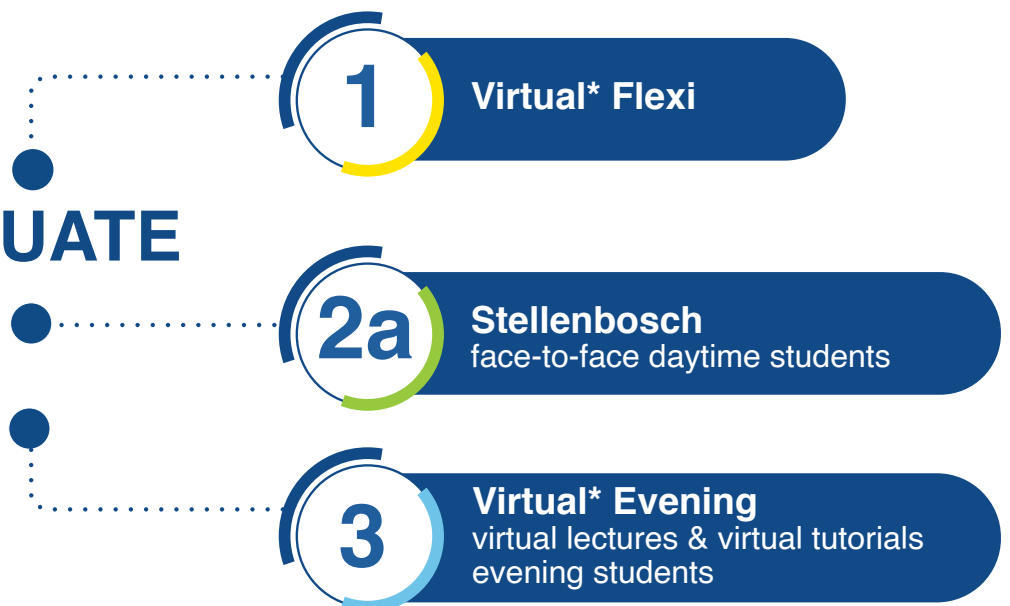 1
Virtual* Flexi
UATE
2a
Stellenbosch
face-to-face daytime students
3
Virtual* Evening
virtual lectures & virtual tutorials
evening students